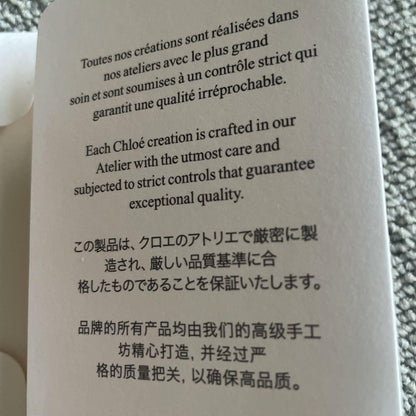 Toutes nos créations sont réalisées dans
nos ateliers avec le plus grand
soin et sont soumises à un contrôle strict qui
garantit une qualité irréprochable.
Each Chloé creation is crafted in our
Atelier with the utmost care and
subjected to strict controls that guarantee
exceptional quality.
この製品は、クロエのアトリエで厳密に製
造され、厳しい品質基準に合
格したものであることを保証いたします。
品牌的所有产品均由我们的高级手工
坊精心打造，并经过严
格的质量把关，以确保高品质。